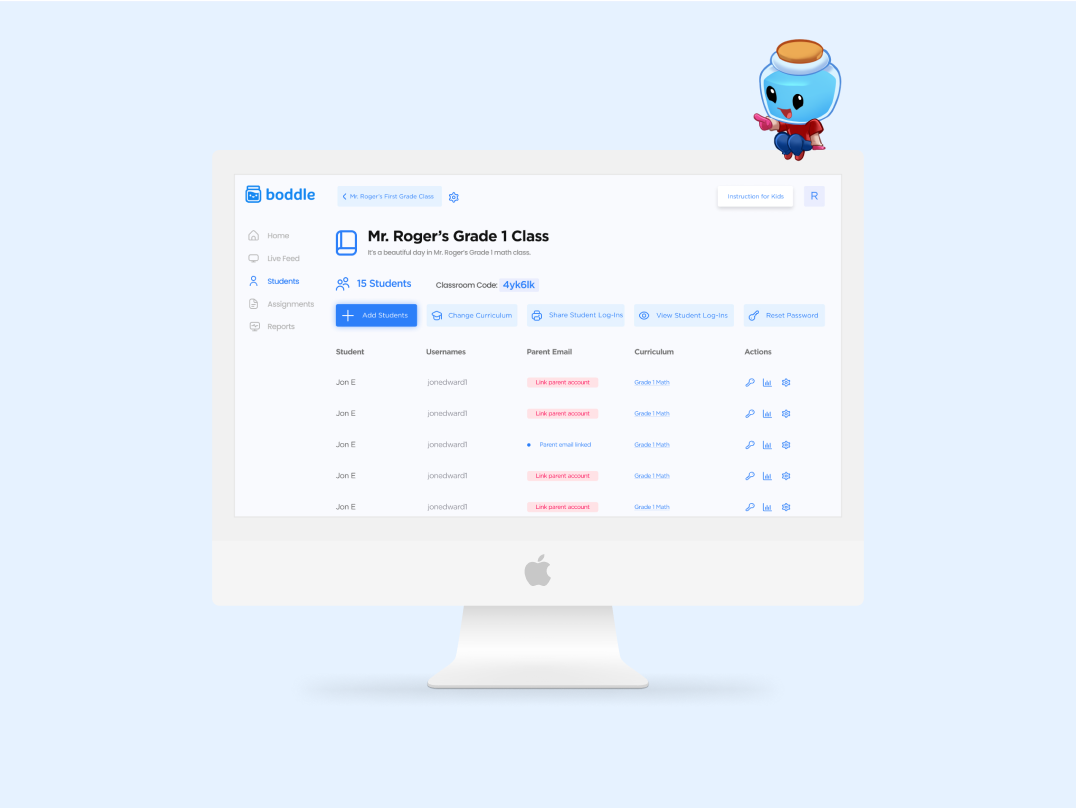 boddle
Mr. Roger's First Grade Class
Instruction for Kids
R
Home
Live Feed
Students
Assignments
Reports
Mr. Roger's Grade 1 Class
It's a beautiful day in Mr. Roger's Grade 1 math class.
15 Students
Classroom Code: 4yk6lk
Add Students
Change Curriculum
Share Student Log-Ins
View Student Log-Ins
Reset Password
Student Usernames Parent Email Curriculum Actions
Jon E jonedward1 Link parent account Grade 1 Math
Jon E jonedward1 Link parent account Grade 1 Math
Jon E jonedward1 Parent email linked Grade 1 Math
Jon E jonedward1 Link parent account Grade 1 Math
Jon E jonedward1 Link parent account Grade 1 Math